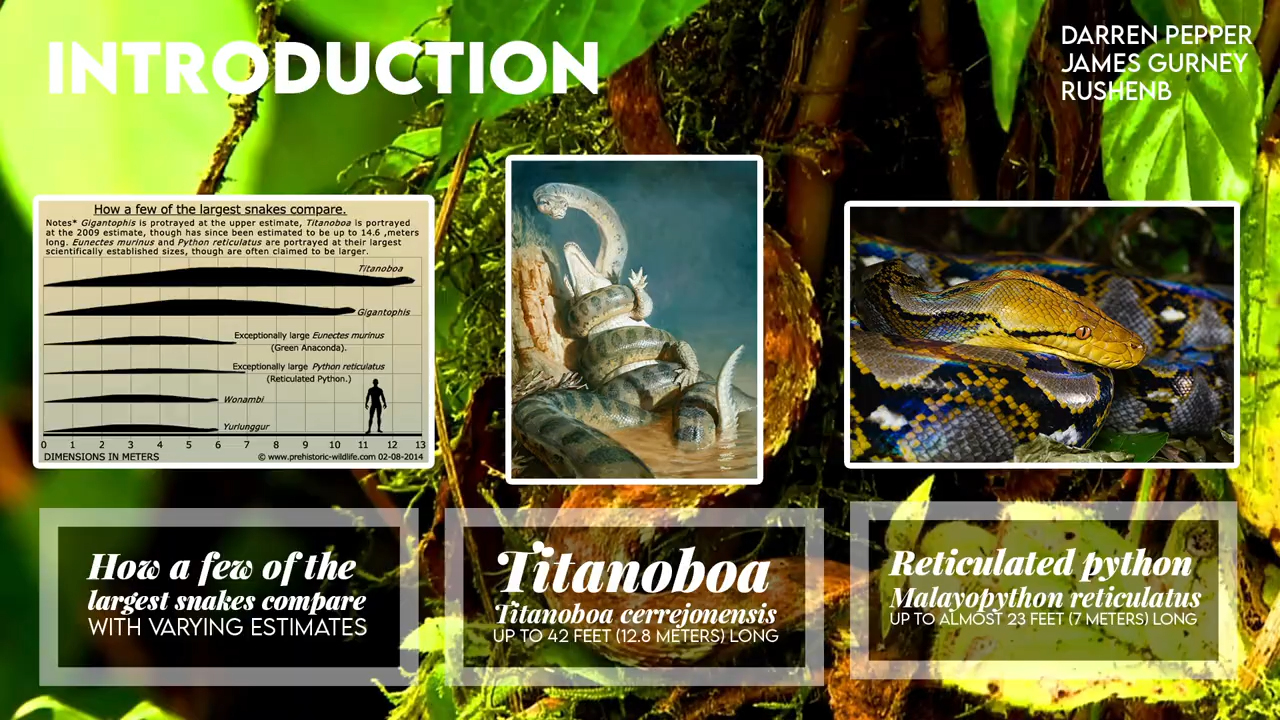 INTRODUCTION
DARREN PEPPER
JAMES GURNEY
RUSHENB
How a few of the largest snakes compare.
Notes* Gigantophis is protrayed at the upper estimate, Titanoboa is portrayed
at the 2009 estimate, though has since been estimated to be up to 14.6 ,meters
long. Eunectes murinus and Python reticulatus are portrayed at their largest
scientifically established sizes, though are often claimed to be larger.
Titanoboa
Gigantophis
Exceptionally large Eunectes murinus
(Green Anaconda).
Exceptionally large Python reticulatus
(Reticulated Python.)
Wonambi
Yurlunggur
0 1 2 3 4 5 6 7 8 9 10 11 12 13
DIMENSIONS IN METERS © www.prehistoric-wildlife.com 02-08-2014
How a few of the
largest snakes compare
WITH VARYING ESTIMATES
Titanoboa
Titanoboa cerrejonensis
UP TO 42 FEET (12.8 METERS) LONG
Reticulated python
Malayopython reticulatus
UP TO ALMOST 23 FEET (7 METERS) LONG